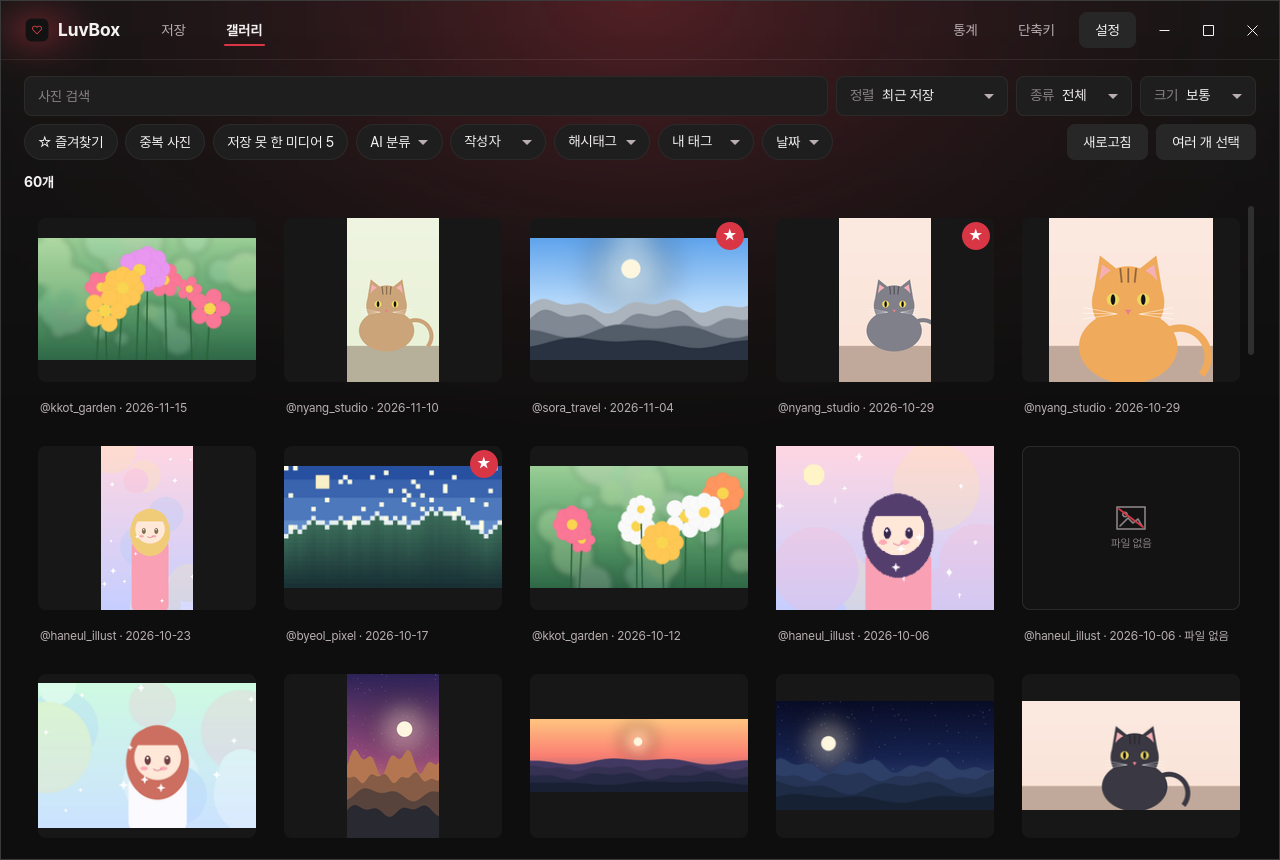 LuvBox 저장 갤러리 통계 단축키 설정
사진 검색 정렬 최근 저장 종류 전체 크기 보통
☆ 즐겨찾기 중복 사진 저장 못 한 미디어 5 AI 분류 작성자 해시태그 내 태그 날짜 새로고침 여러 개 선택
60개
@kkot_garden · 2026-11-15 @nyang_studio · 2026-11-10 @sora_travel · 2026-11-04 @nyang_studio · 2026-10-29 @nyang_studio · 2026-10-29
파일 없음
@haneul_illust · 2026-10-23 @byeol_pixel · 2026-10-17 @kkot_garden · 2026-10-12 @haneul_illust · 2026-10-06 @haneul_illust · 2026-10-06 · 파일 없음